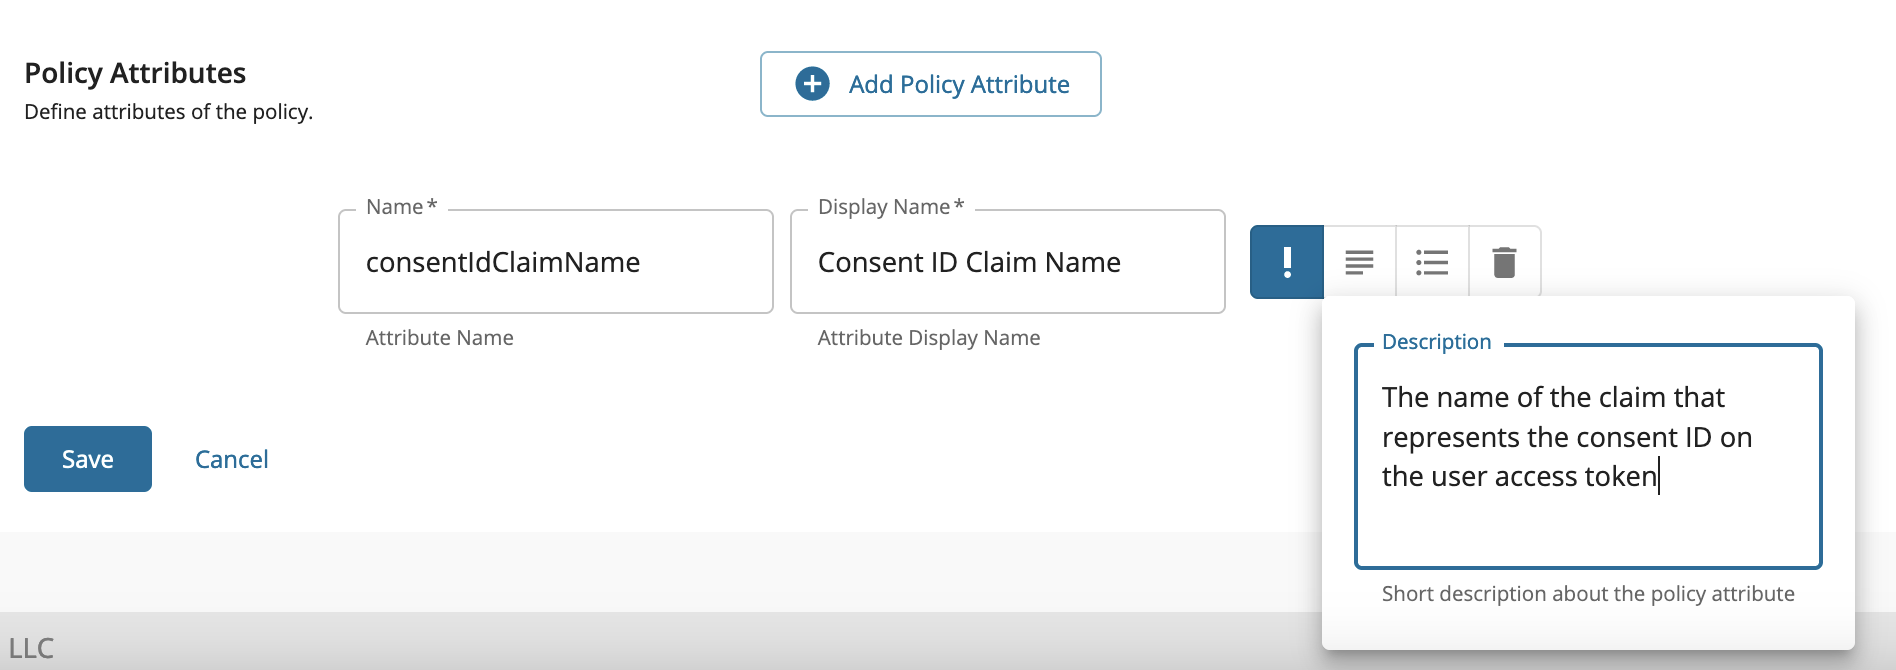 Policy Attributes
Define attributes of the policy.
Add Policy Attribute
Name*
consentIdClaimName
Attribute Name
Display Name*
Consent ID Claim Name
Attribute Display Name
Description
The name of the claim that
represents the consent ID on
the user access token
Short description about the policy attribute
Save
Cancel
LLC